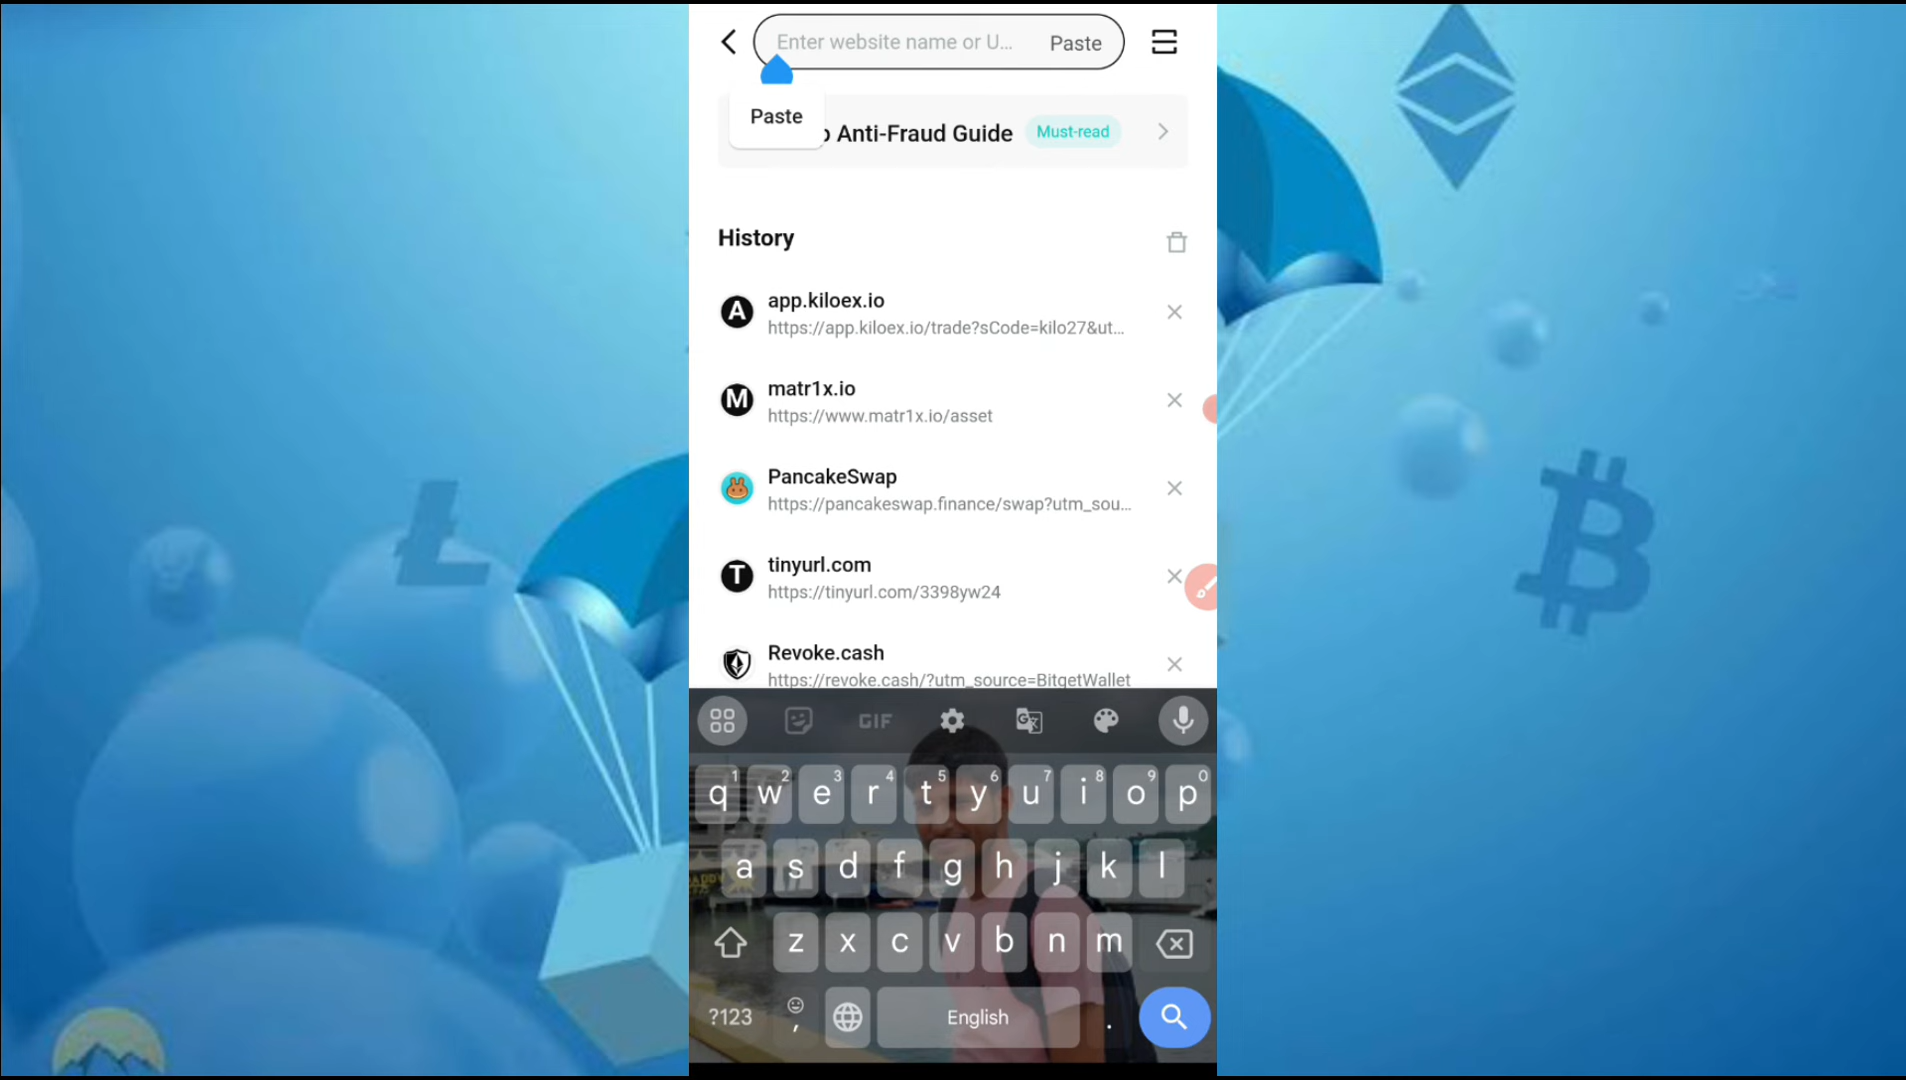 Enter website name or U... Paste
Paste
Anti-Fraud Guide Must-read
History
A app.kiloex.io
https://app.kiloex.io/trade?sCode=kilo27&ut...
M matr1x.io
https://www.matr1x.io/asset
PancakeSwap
https://pancakeswap.finance/swap?utm_sou...
T tinyurl.com
https://tinyurl.com/3398yw24
Revoke.cash
https://revoke.cash/?utm_source=BitgetWallet
GIF
1 2 3 4 5 6 7 8 9 0
q w e r t y u i o p
a s d f g h j k l
z x c v b n m
?123 , English .